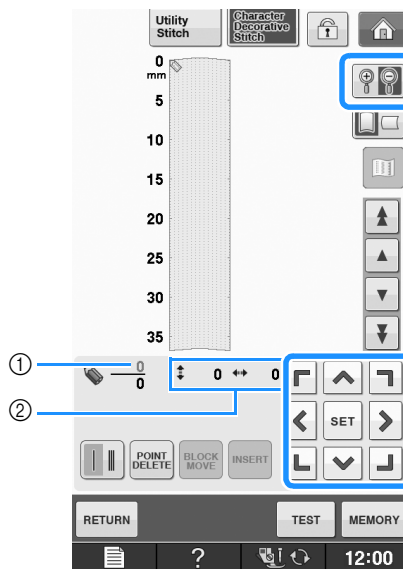 Utility
Stitch
Character
Decorative
Stitch
0
mm
5
10
15
20
25
30
35
①
0
0
0
0
②
SET
POINT
DELETE
BLOCK
MOVE
INSERT
RETURN
TEST
MEMORY
?
12:00